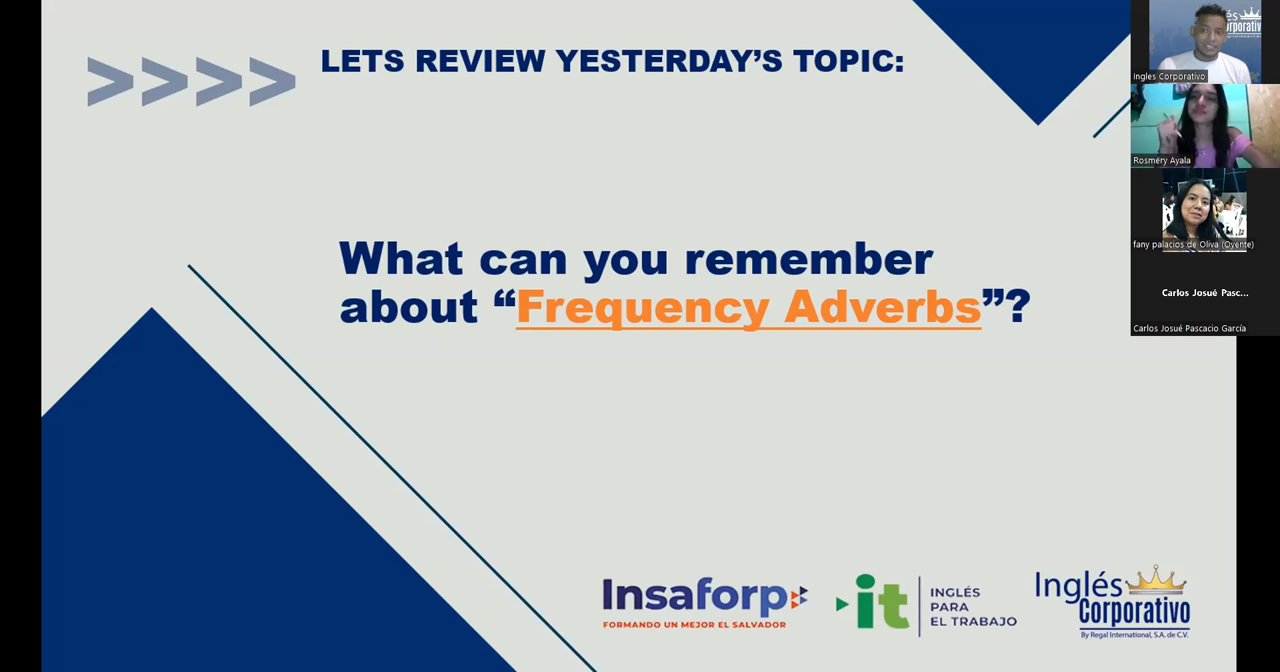 >>>> LETS REVIEW YESTERDAY'S TOPIC:
What can you remember
about “Frequency Adverbs”?
Insaforp
FORMANDO UN MEJOR EL SALVADOR
it
INGLÉS
PARA
EL TRABAJO
Inglés
Corporativo
By Regal International, S.A. de C.V.
Ingles Corporativo
Rosmery Ayala
fany palacios de Oliva (Oyente)
Carlos Josué Pasc...
Carlos Josué Pascacio García